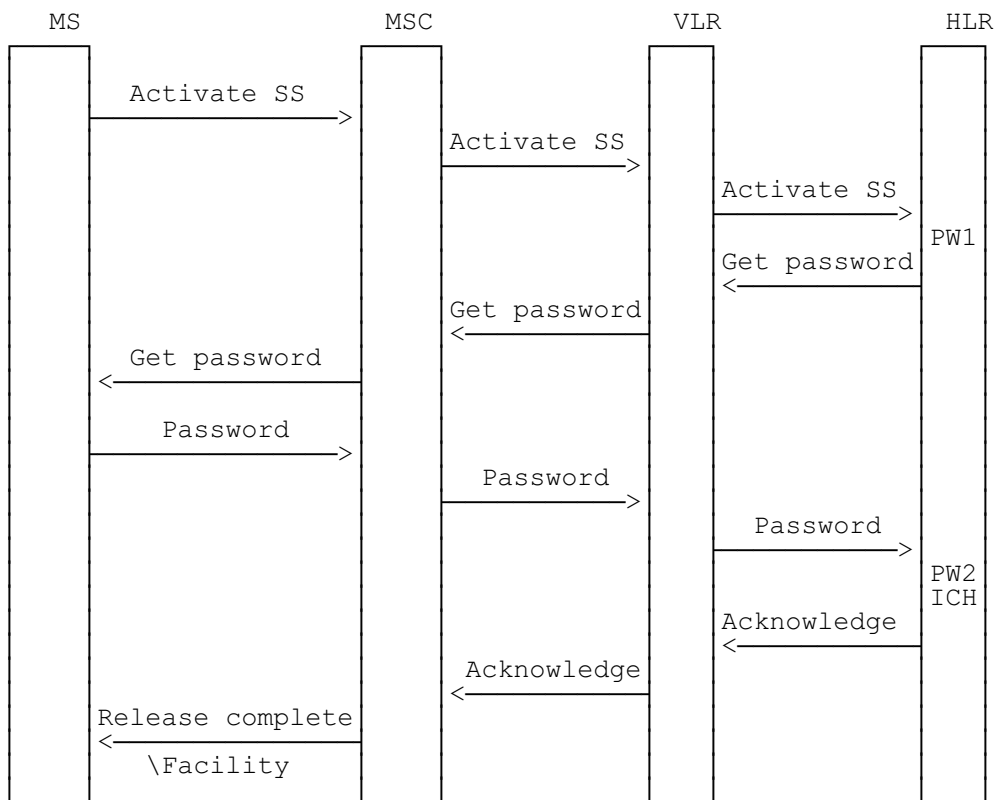 MS MSC VLR HLR
Activate SS
Activate SS
Activate SS
PW1
Get password
Get password
Get password
Password
Password
Password
PW2
ICH
Acknowledge
Acknowledge
Release complete
\Facility